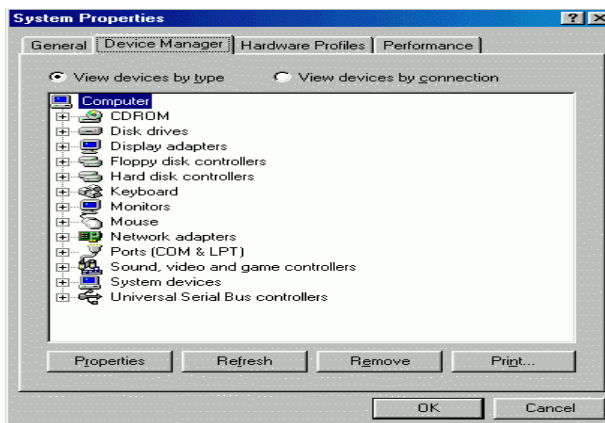 System Properties
General Device Manager Hardware Profiles Performance
View devices by type View devices by connection
Computer
CDROM
Disk drives
Display adapters
Floppy disk controllers
Hard disk controllers
Keyboard
Monitors
Mouse
Network adapters
Ports (COM & LPT)
Sound, video and game controllers
System devices
Universal Serial Bus controllers
Properties Refresh Remove Print...
OK Cancel